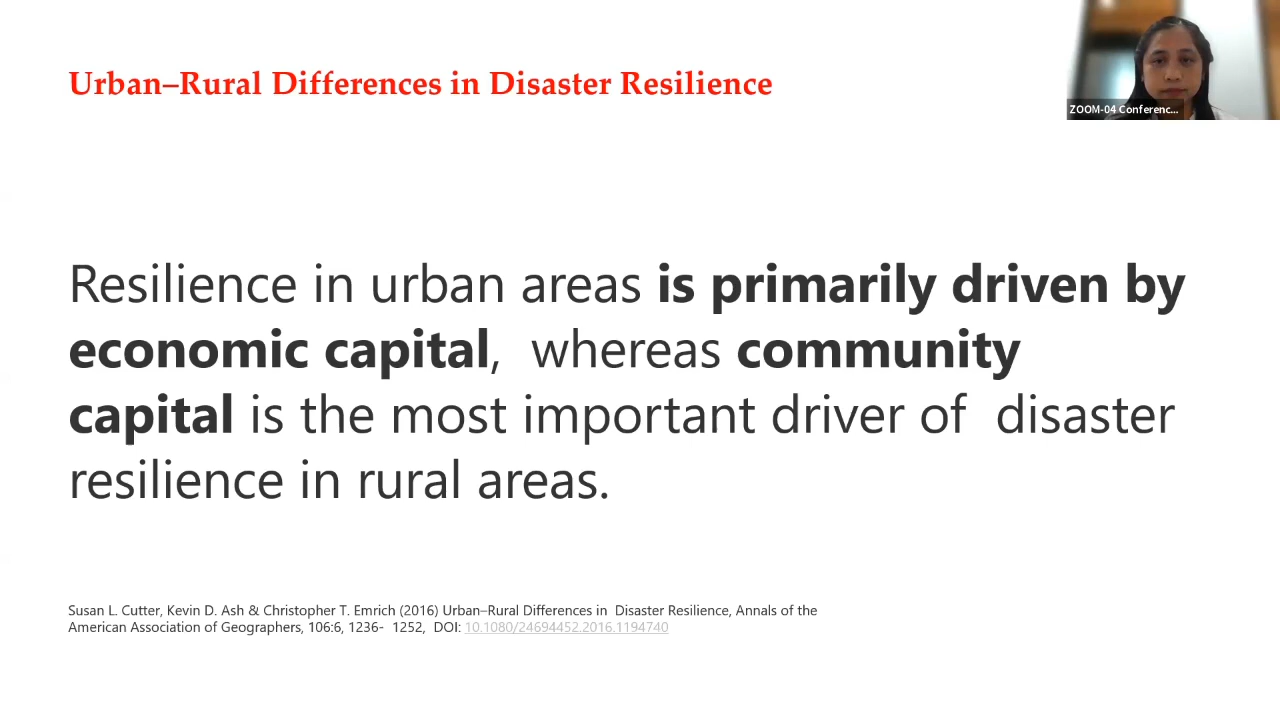 Urban–Rural Differences in Disaster Resilience
ZOOM-04 Conferenc...
Resilience in urban areas is primarily driven by
economic capital, whereas community
capital is the most important driver of disaster
resilience in rural areas.
Susan L. Cutter, Kevin D. Ash & Christopher T. Emrich (2016) Urban–Rural Differences in Disaster Resilience, Annals of the
American Association of Geographers, 106:6, 1236- 1252, DOI: 10.1080/24694452.2016.1194740